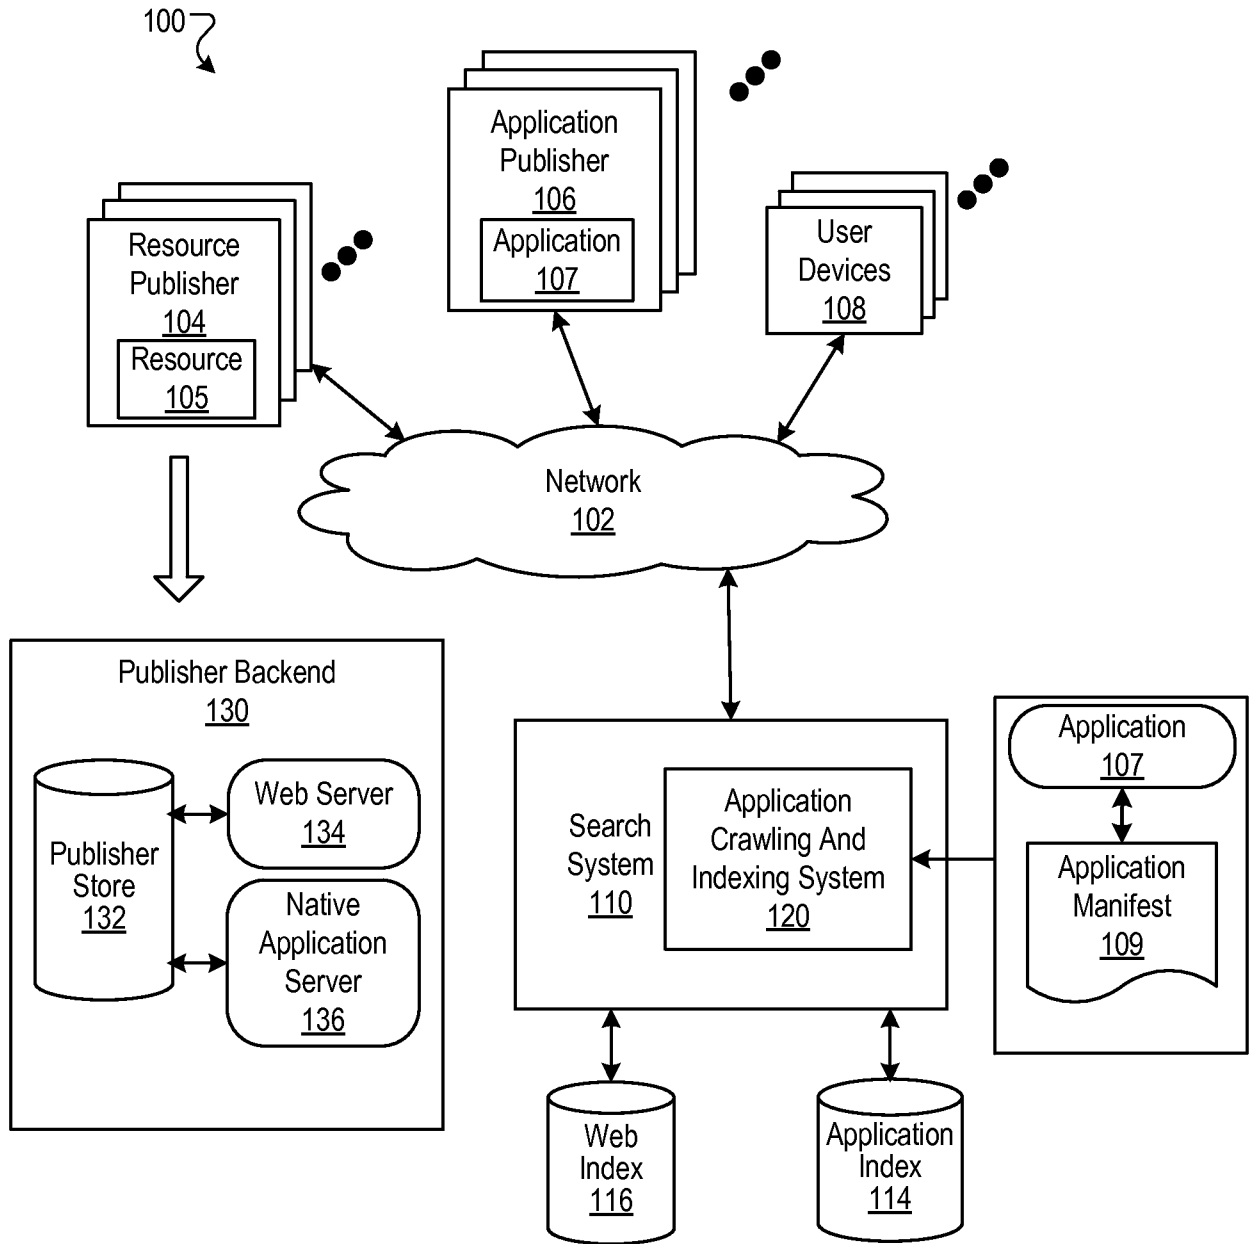 100
Application
Publisher
106
Application
107
User
Devices
108
Resource
Publisher
104
Resource
105
Network
102
Publisher Backend
130
Publisher
Store
132
Web Server
134
Native
Application
Server
136
Search
System
110
Application
Crawling And
Indexing System
120
Application
107
Application
Manifest
109
Web
Index
116
Application
Index
114